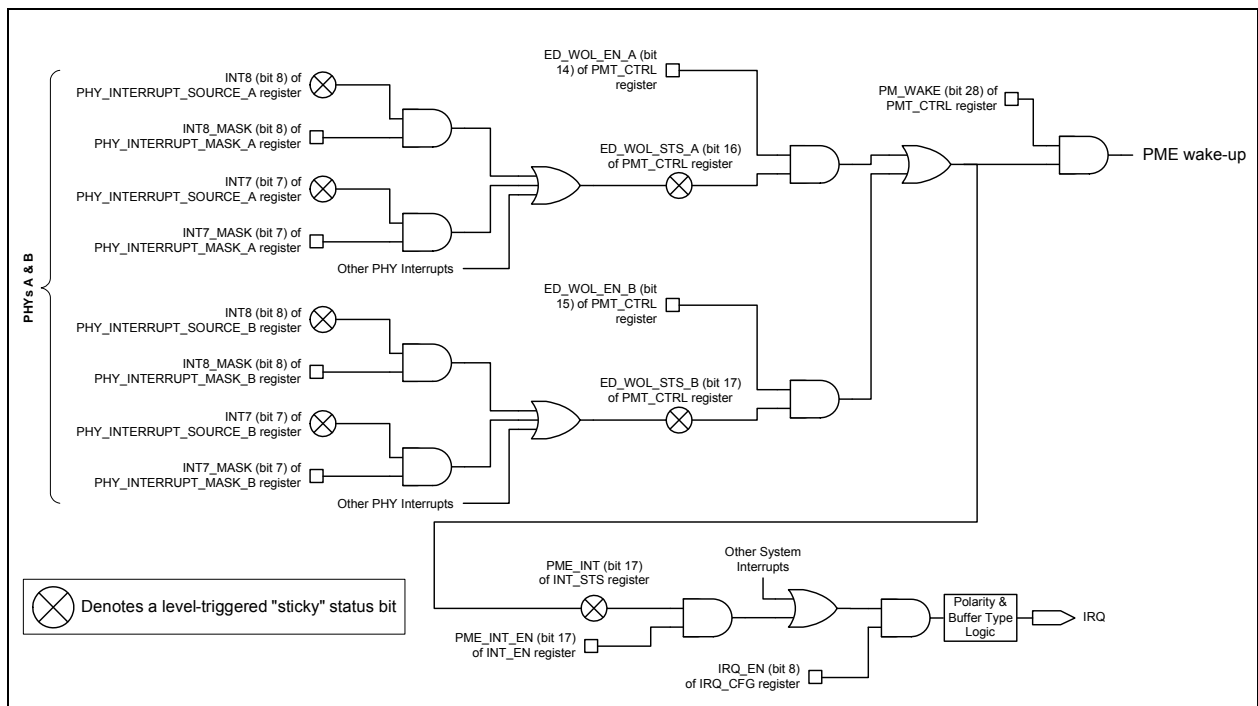 PHYs A & B
INT8 (bit 8) of
PHY_INTERRUPT_SOURCE_A register
INT8_MASK (bit 8) of
PHY_INTERRUPT_MASK_A register
INT7 (bit 7) of
PHY_INTERRUPT_SOURCE_A
register
INT7_MASK (bit 7) of
PHY_INTERRUPT_MASK_A register
Other PHY Interrupts
ED_WOL_EN_A (bit
14) of PMT_CTRL
register
ED_WOL_STS_A (bit 16)
of PMT_CTRL register
PM_WAKE (bit 28) of
PMT_CTRL register
PME wake-up
INT8 (bit 8) of
PHY_INTERRUPT_SOURCE_B
register
INT8_MASK (bit 8) of
PHY_INTERRUPT_MASK_B register
INT7 (bit 7) of
PHY_INTERRUPT_SOURCE_B
register
INT7_MASK (bit 7) of
PHY_INTERRUPT_MASK_B register
Other PHY Interrupts
ED_WOL_EN_B (bit
15) of PMT_CTRL
register
ED_WOL_STS_B (bit 17)
of PMT_CTRL register
Denotes a level-triggered "sticky" status bit
PME_INT (bit 17)
of INT_STS register
PME_INT_EN (bit 17)
of INT_EN register
Other System
Interrupts
IRQ_EN (bit 8)
of IRQ_CFG register
Polarity &
Buffer Type
Logic
IRQ